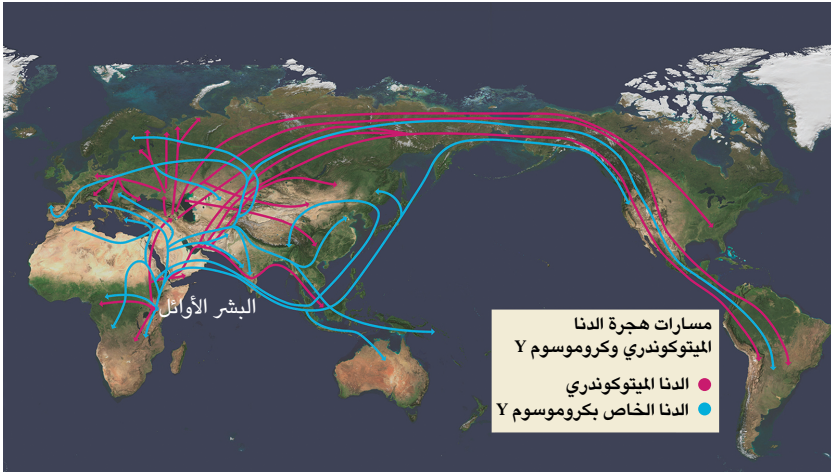 البشر الأوائل
مسارات هجرة الدنا
الميتوكوندري وكروموسوم Y
الدنا الميتوكوندري
الدنا الخاص بكروموسوم Y